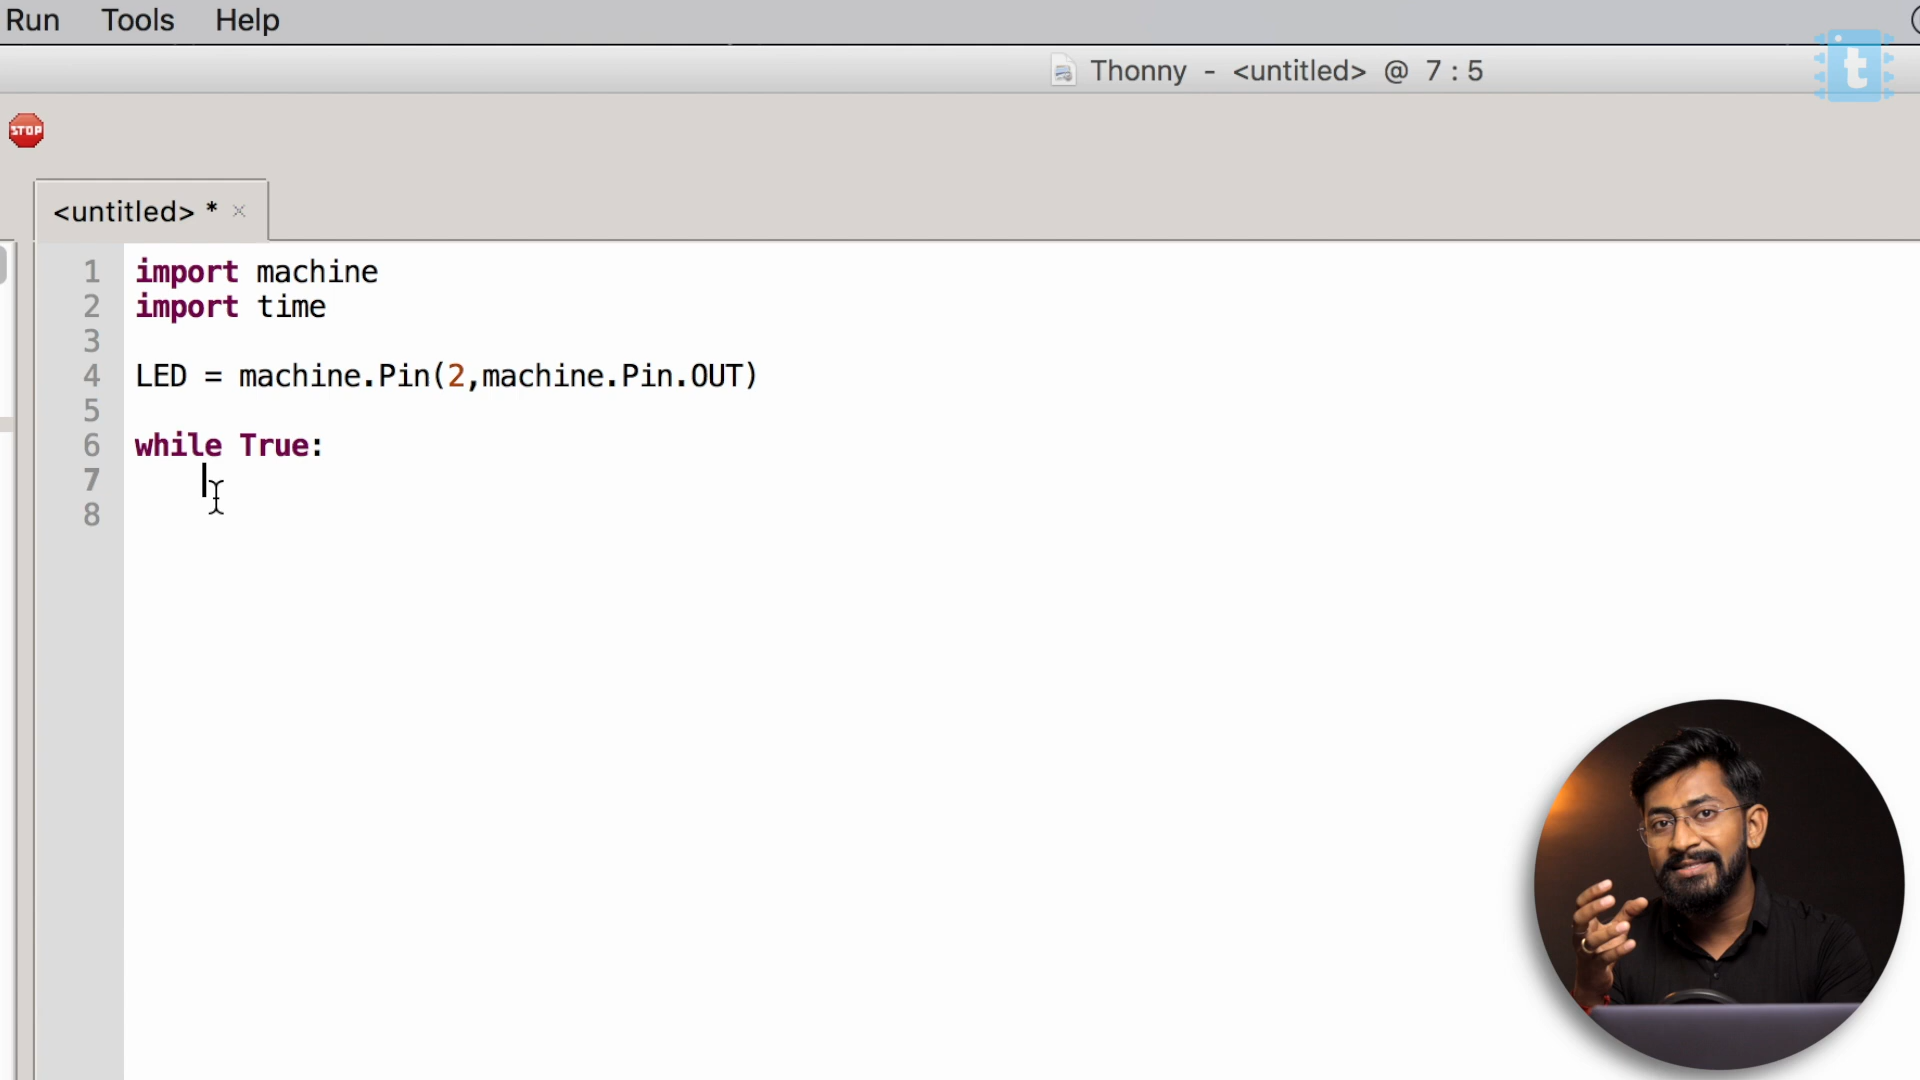 Run Tools Help
Thonny - <untitled> @ 7 : 5
t
STOP
<untitled> * ×
1 import machine
2 import time
3
4 LED = machine.Pin(2,machine.Pin.OUT)
5
6 while True:
7
8